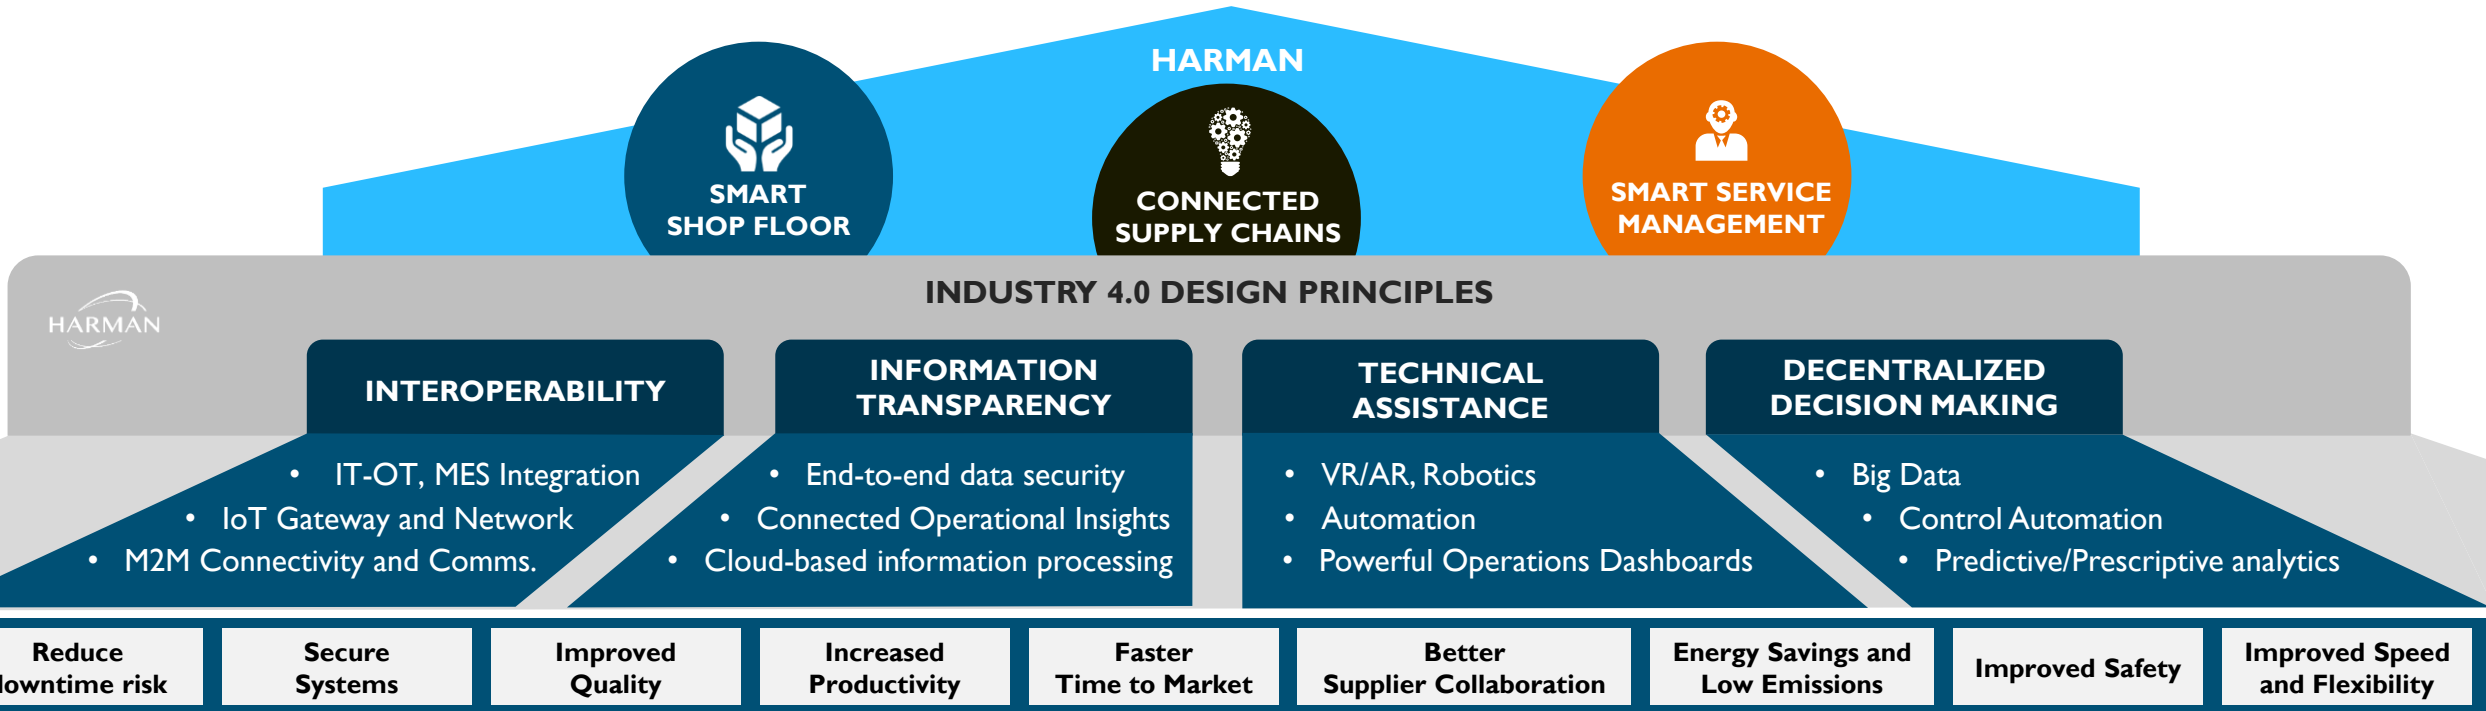 HARMAN
SMART
SHOP FLOOR
CONNECTED
SUPPLY CHAINS
SMART SERVICE
MANAGEMENT
INDUSTRY 4.0 DESIGN PRINCIPLES
HARMAN
INTEROPERABILITY
INFORMATION
TRANSPARENCY
TECHNICAL
ASSISTANCE
DECENTRALIZED
DECISION MAKING
• IT-OT, MES Integration
• IoT Gateway and Network
• M2M Connectivity and Comms.
• End-to-end data security
• Connected Operational Insights
• Cloud-based information processing
• VR/AR, Robotics
• Automation
• Powerful Operations Dashboards
• Big Data
• Control Automation
• Predictive/Prescriptive analytics
Reduce
downtime risk
Secure
Systems
Improved
Quality
Increased
Productivity
Faster
Time to Market
Better
Supplier Collaboration
Energy Savings and
Low Emissions
Improved Safety
Improved Speed
and Flexibility